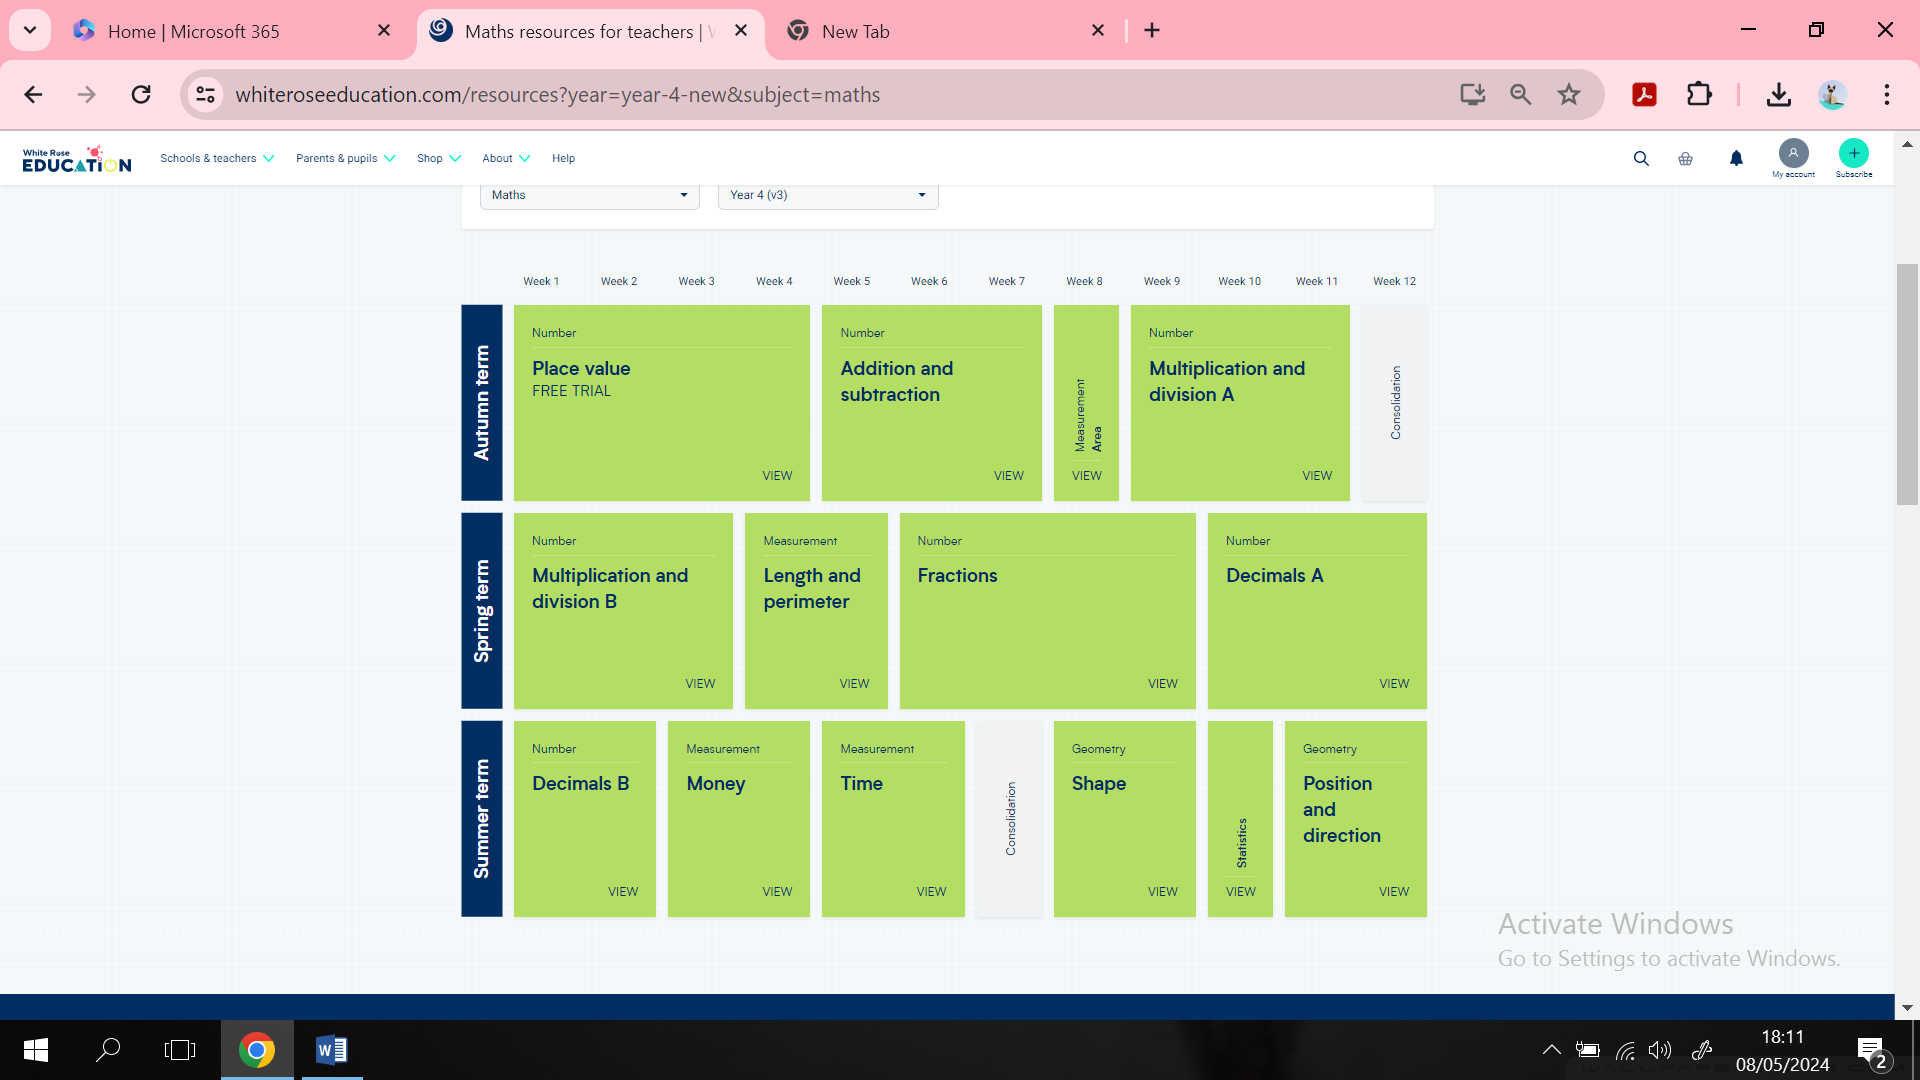 Home | Microsoft 365
Maths resources for teachers |
New Tab
whiteroseeducation.com/resources?year=year-4-new&subject=maths
White Rose
EDUCATION
Schools & teachers
Parents & pupils
Shop
About
Help
My account
Subscribe
Maths
Year 4 (v3)
Week 1
Week 2
Week 3
Week 4
Week 5
Week 6
Week 7
Week 8
Week 9
Week 10
Week 11
Week 12
Autumn term
Number
Place value
FREE TRIAL
VIEW
Number
Addition and
subtraction
VIEW
Measurement
Area
VIEW
Number
Multiplication and
division A
VIEW
Consolidation
Spring term
Number
Multiplication and
division B
VIEW
Measurement
Length and
perimeter
VIEW
Number
Fractions
VIEW
Number
Decimals A
VIEW
Summer term
Number
Decimals B
VIEW
Measurement
Money
VIEW
Measurement
Time
VIEW
Consolidation
Geometry
Shape
VIEW
Statistics
VIEW
Geometry
Position
and
direction
VIEW
Activate Windows
Go to Settings to activate Windows.
W
18:11
08/05/2024
2